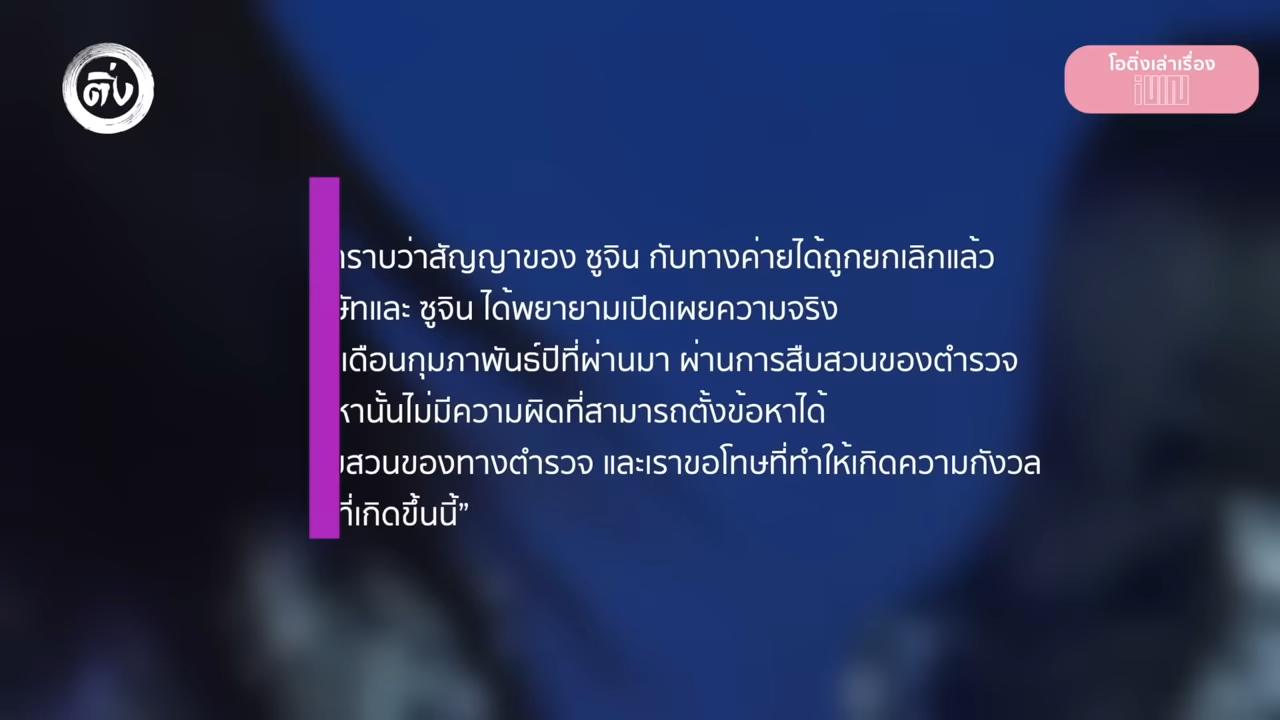 ติ่ง
โอติ่งเล่าเรื่อง
ทราบว่าสัญญาของ ซูจิน กับทางค่ายได้ถูกยกเลิกแล้ว
ษัทและ ซูจิน ได้พยายามเปิดเผยความจริง
เดือนกุมภาพันธ์ปีที่ผ่านมา ผ่านการสืบสวนของตำรวจ
หานั้นไม่มีความผิดที่สามารถตั้งข้อหาได้
บสวนของทางตำรวจ และเราขอโทษที่ทำให้เกิดความกังวล
ที่เกิดขึ้นนี้”